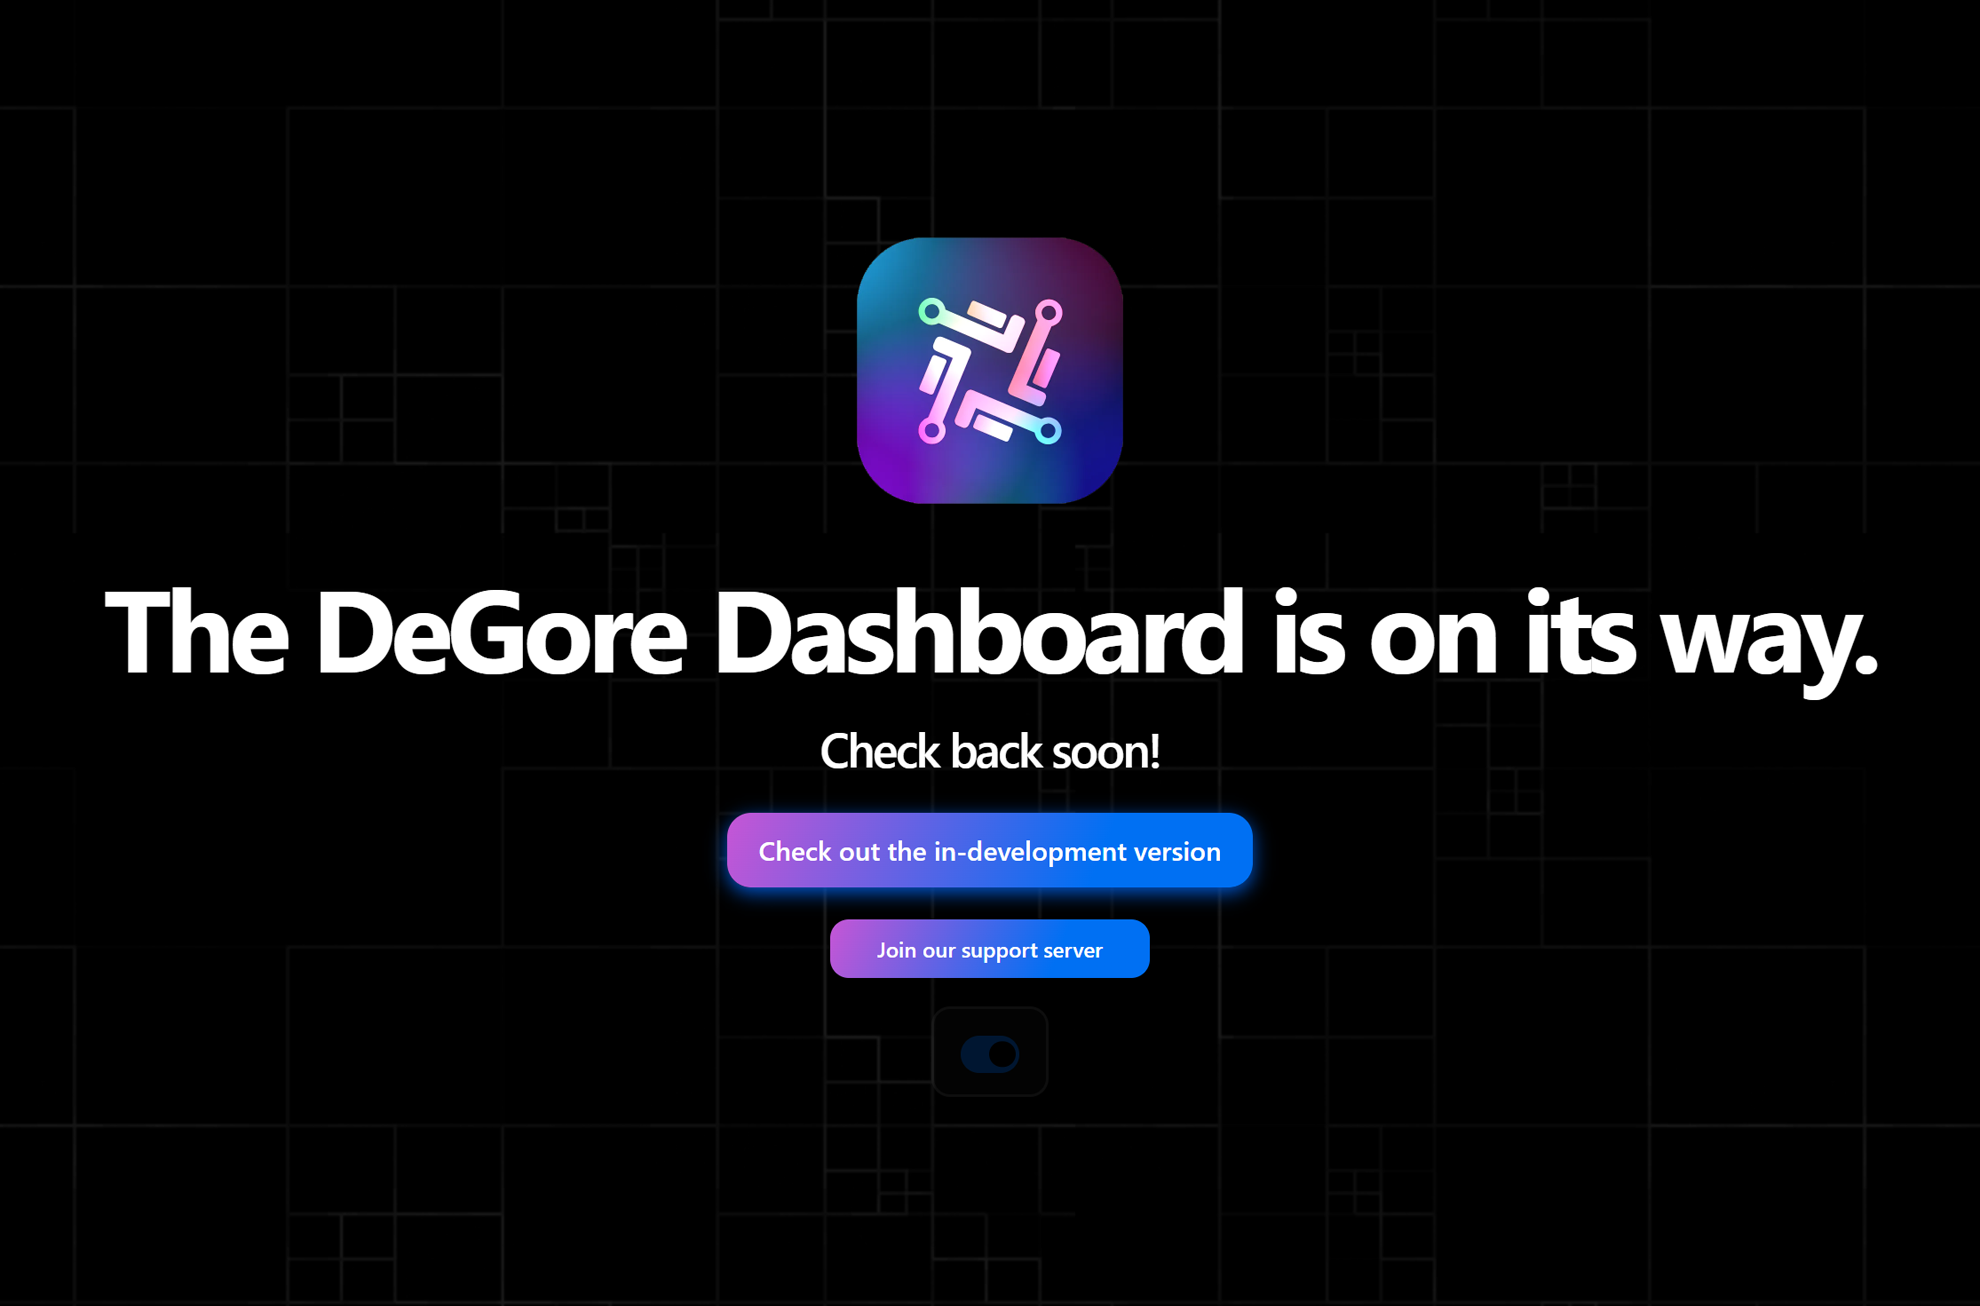 The DeGore Dashboard is on its way.
Check back soon!
Check out the in-development version
Join our support server